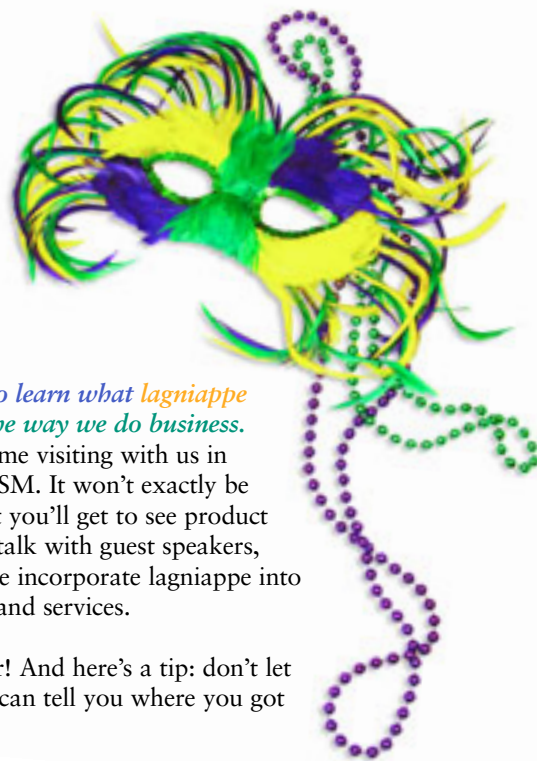 o learn what lagniappe
e way we do business.
me visiting with us in
SM. It won’t exactly be
t you’ll get to see product
talk with guest speakers,
e incorporate lagniappe into
and services.
r! And here’s a tip: don’t let
can tell you where you got